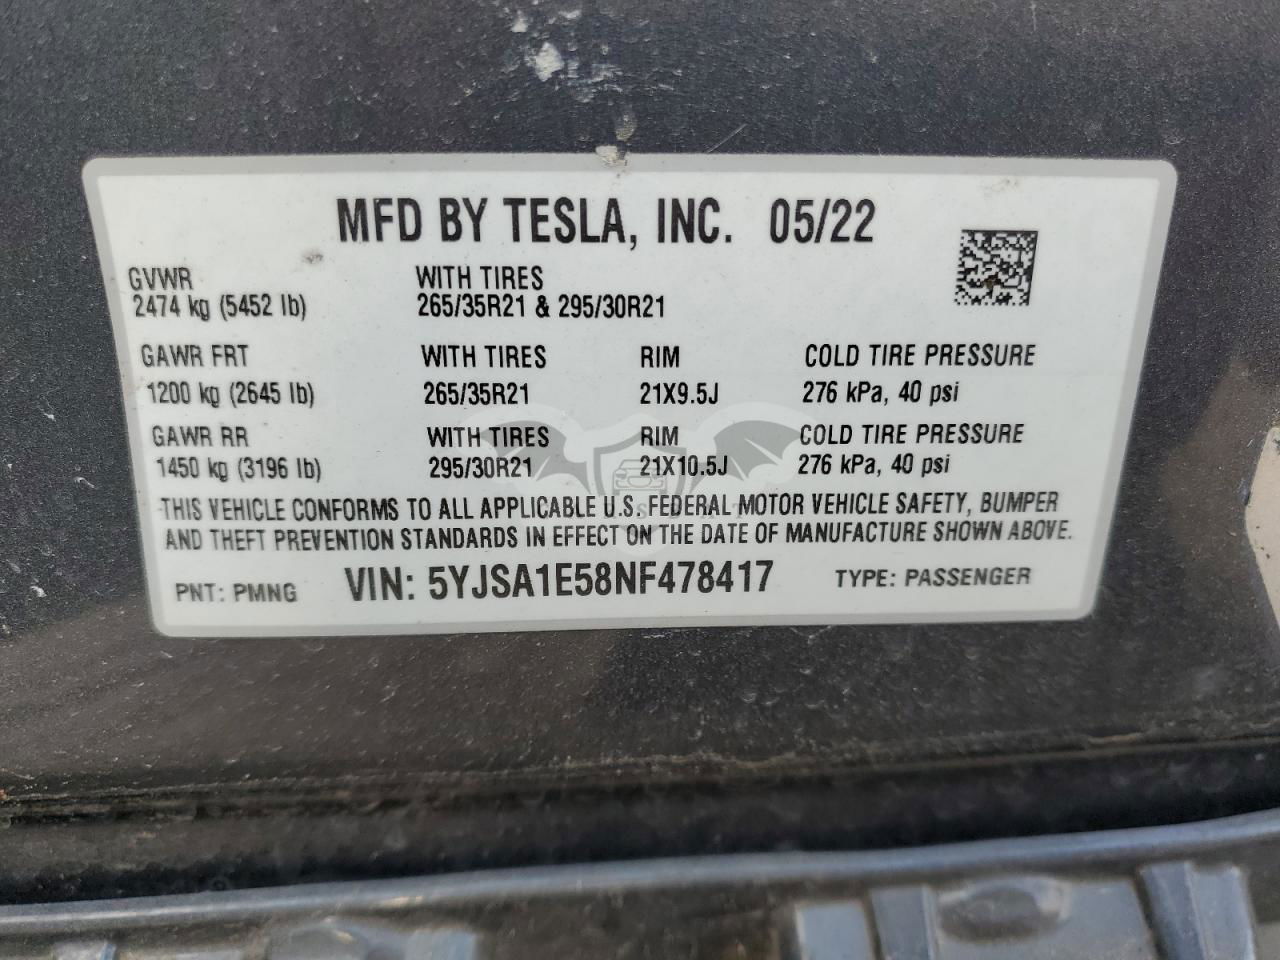 MFD BY TESLA, INC. 05/22
GVWR WITH TIRES
2474 kg (5452 lb) 265/35R21 & 295/30R21
GAWR FRT WITH TIRES RIM COLD TIRE PRESSURE
1200 kg (2645 lb) 265/35R21 21X9.5J 276 kPa, 40 psi
GAWR RR WITH TIRES RIM COLD TIRE PRESSURE
1450 kg (3196 lb) 295/30R21 21X10.5J 276 kPa, 40 psi
THIS VEHICLE CONFORMS TO ALL APPLICABLE U.S. FEDERAL MOTOR VEHICLE SAFETY, BUMPER
AND THEFT PREVENTION STANDARDS IN EFFECT ON THE DATE OF MANUFACTURE SHOWN ABOVE.
PNT: PMNG VIN: 5YJSA1E58NF478417 TYPE: PASSENGER